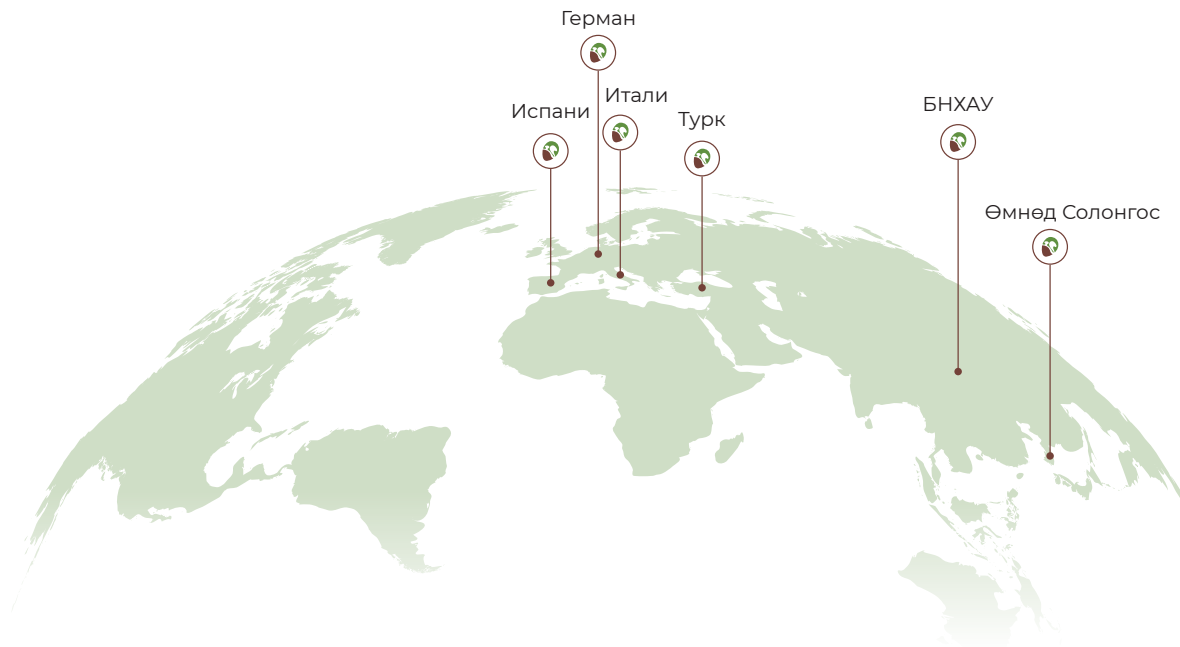 Герман
Итали
Испани
Турк
БНХАУ
Өмнөд Солонгос